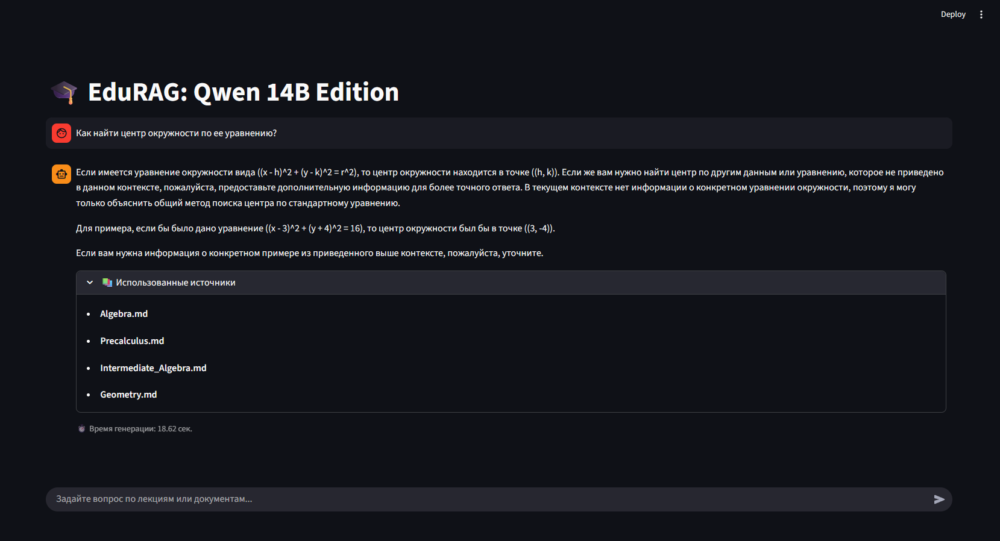 Deploy
EduRAG: Qwen 14B Edition
Как найти центр окружности по ее уравнению?
Если имеется уравнение окружности вида ((x - h)^2 + (y - k)^2 = r^2), то центр окружности находится в точке ((h, k)). Если же вам нужно найти центр по другим данным или уравнению, которое не приведено
в данном контексте, пожалуйста, предоставьте дополнительную информацию для более точного ответа. В текущем контексте нет информации о конкретном уравнении окружности, поэтому я могу
только объяснить общий метод поиска центра по стандартному уравнению.
Для примера, если бы было дано уравнение ((x - 3)^2 + (y + 4)^2 = 16), то центр окружности был бы в точке ((3, -4)).
Если вам нужна информация о конкретном примере из приведенного выше контексте, пожалуйста, уточните.
Использованные источники
• Algebra.md
• Precalculus.md
• Intermediate_Algebra.md
• Geometry.md
Время генерации: 18.62 сек.
Задайте вопрос по лекциям или документам...